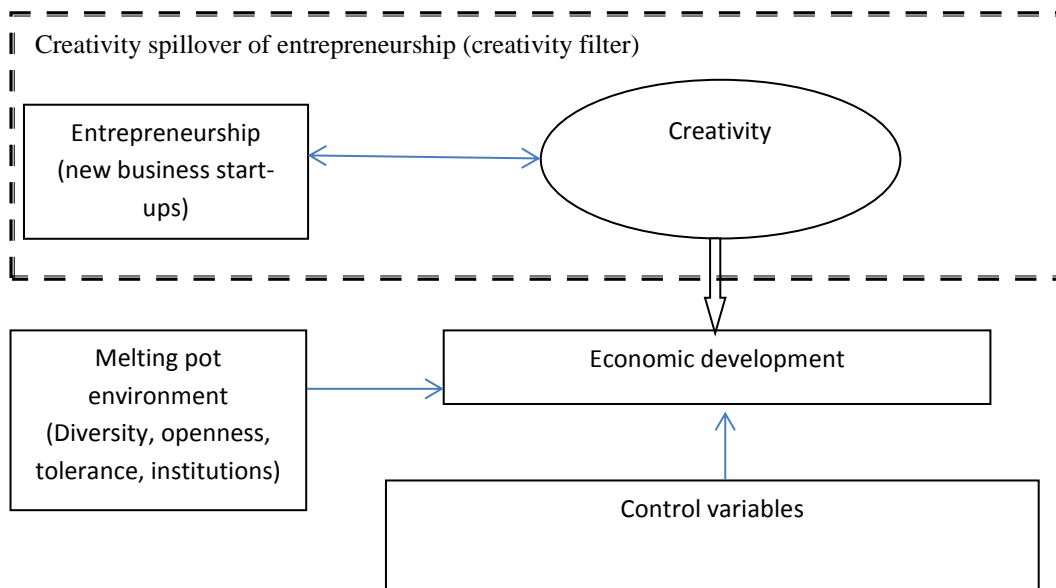 Creativity spillover of entrepreneurship (creativity filter)
Entrepreneurship
(new business start-
ups)
Creativity
Melting pot
environment
(Diversity, openness,
tolerance, institutions)
Economic development
Control variables